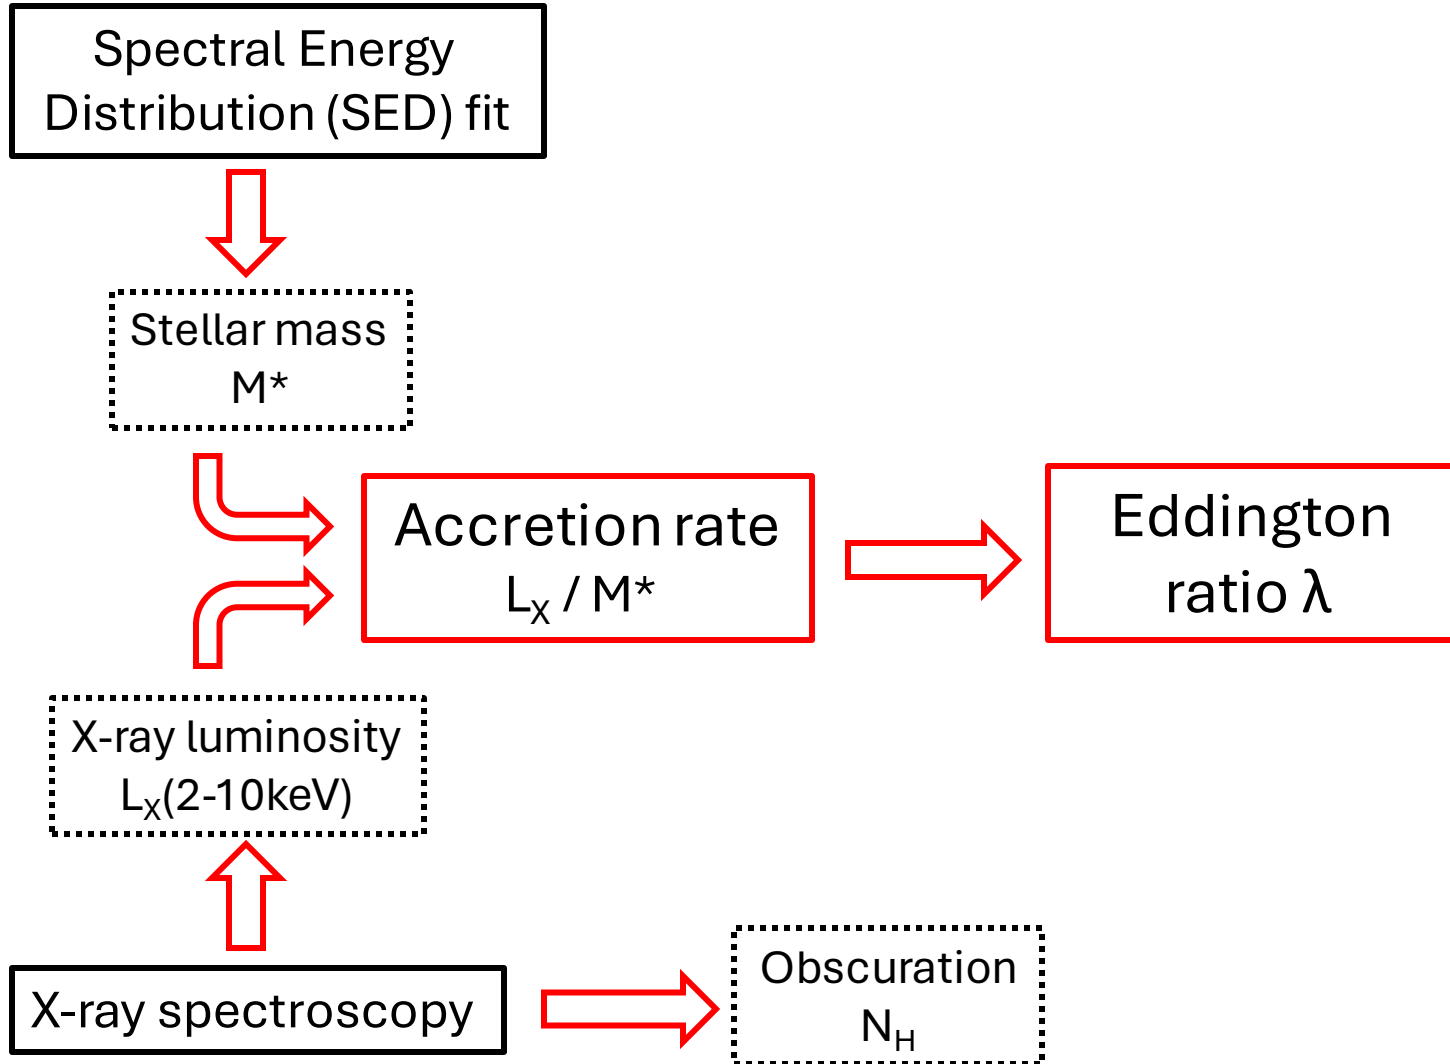 Spectral Energy
Distribution (SED) fit
Stellar mass
M*
Accretion rate
Lₓ / M*
Eddington
ratio λ
X-ray luminosity
Lₓ(2-10keV)
X-ray spectroscopy
Obscuration
N_H